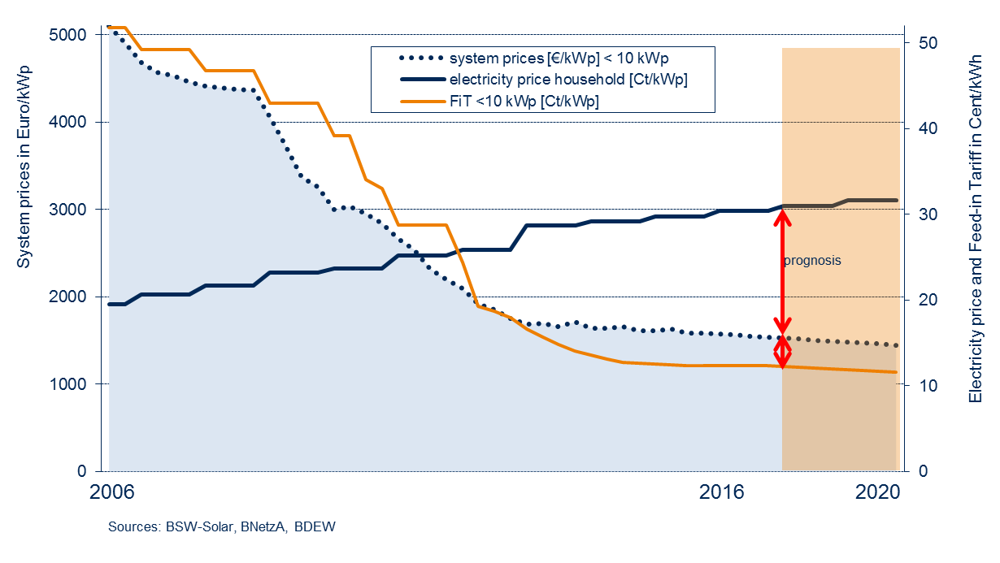 System prices in Euro/kWp
5000
4000
3000
2000
1000
0
system prices [€/kWp] < 10 kWp
electricity price household [Ct/kWp]
FiT <10 kWp [Ct/kWp]
prognosis
50
40
30
20
10
0
Electricity price and Feed-in Tariff in Cent/kWh
2006
2016
2020
Sources: BSW-Solar, BNetzA, BDEW